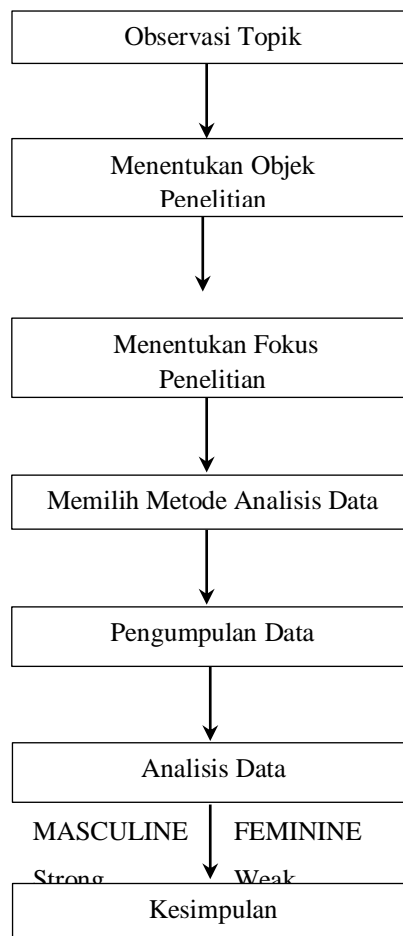 Observasi Topik
Menentukan Objek
Penelitian
Menentukan Fokus
Penelitian
Memilih Metode Analisis Data
Pengumpulan Data
Analisis Data
MASCULINE FEMININE
Strong Weak
Kesimpulan